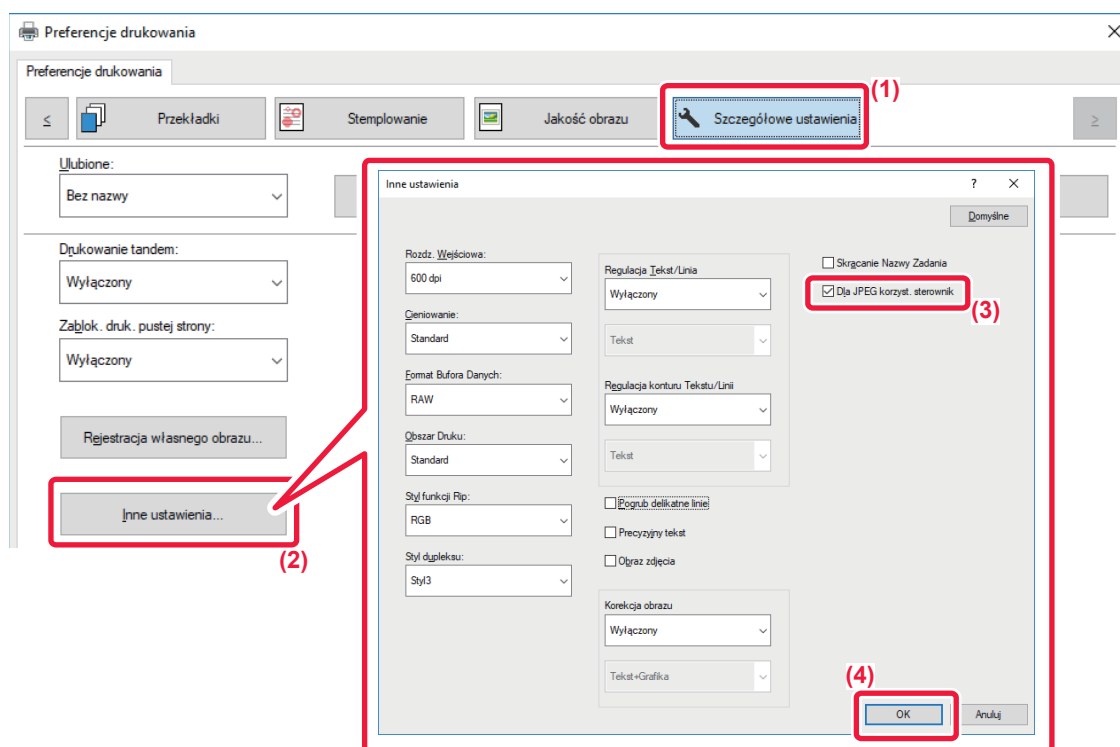 Preferencje drukowania
Preferencje drukowania
(1)
< Przekładki Stemplowanie Jakość obrazu Szczegółowe ustawienia >
Ulubione:
Bez nazwy
Drukowanie tandem:
Wyłączony
Zablok. druk. pustej strony:
Wyłączony
Rejestracja własnego obrazu...
Inne ustawienia...
(2)
Inne ustawienia ? ×
Domyślne
Rozdz. Wejściowa:
600 dpi
Cieniowanie:
Standard
Format Bufora Danych:
RAW
Obszar Druku:
Standard
Styl funkcji Rip:
RGB
Styl dupleksu:
Styl3
Regulacja Tekst/Linia
Wyłączony
Tekst
Regulacja konturu Tekstu/Linii
Wyłączony
Tekst
Pogrub delikatne linie
Precyzyjny tekst
Obraz zdjęcia
Korekcja obrazu
Wyłączony
Tekst+Grafika
Skracanie Nazwy Zadania
Dla JPEG korzyst. sterownik
(3)
(4)
OK Anuluj